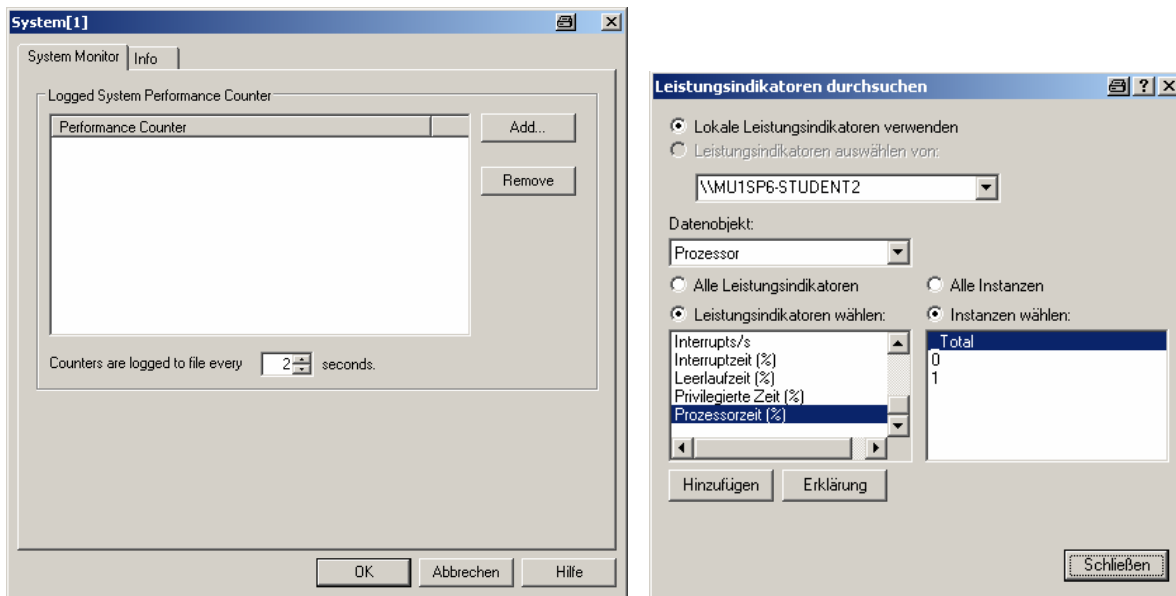 System[1]
System Monitor
Info
Logged System Performance Counter
Performance Counter
Add...
Remove
Counters are logged to file every 2 seconds.
OK
Abbrechen
Hilfe
Leistungsindikatoren durchsuchen
Lokale Leistungsindikatoren verwenden
Leistungsindikatoren auswählen von:
\\MU1SP6-STUDENT2
Datenobjekt:
Prozessor
Alle Leistungsindikatoren
Alle Instanzen
Leistungsindikatoren wählen:
Instanzen wählen:
Interrupts/s
Interruptzeit (%)
Leerlaufzeit (%)
Privilegierte Zeit (%)
Prozessorzeit (%)
_Total
0
1
Hinzufügen
Erklärung
Schließen